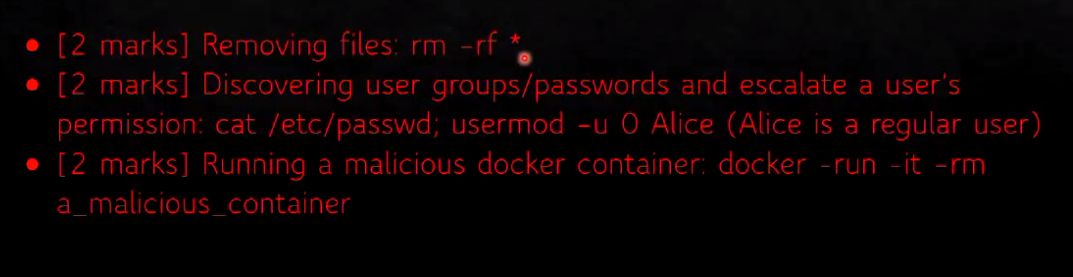 • [2 marks] Removing files: rm -rf *
• [2 marks] Discovering user groups/passwords and escalate a user's
permission: cat /etc/passwd; usermod -u 0 Alice (Alice is a regular user)
• [2 marks] Running a malicious docker container: docker -run -it -rm
a_malicious_container